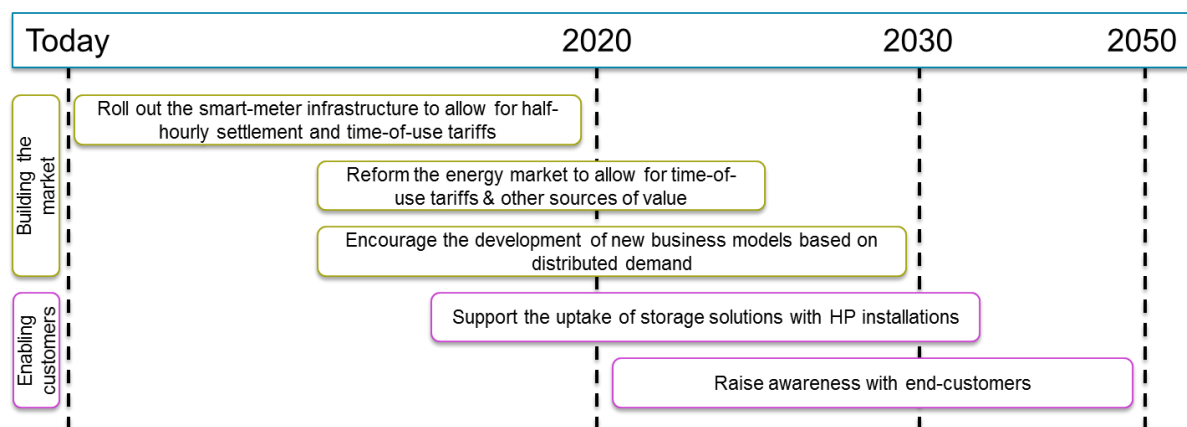 Today 2020 2030 2050
Building the
market
Roll out the smart-meter infrastructure to allow for half-
hourly settlement and time-of-use tariffs
Reform the energy market to allow for time-of-
use tariffs & other sources of value
Encourage the development of new business models based on
distributed demand
Enabling
customers
Support the uptake of storage solutions with HP installations
Raise awareness with end-customers